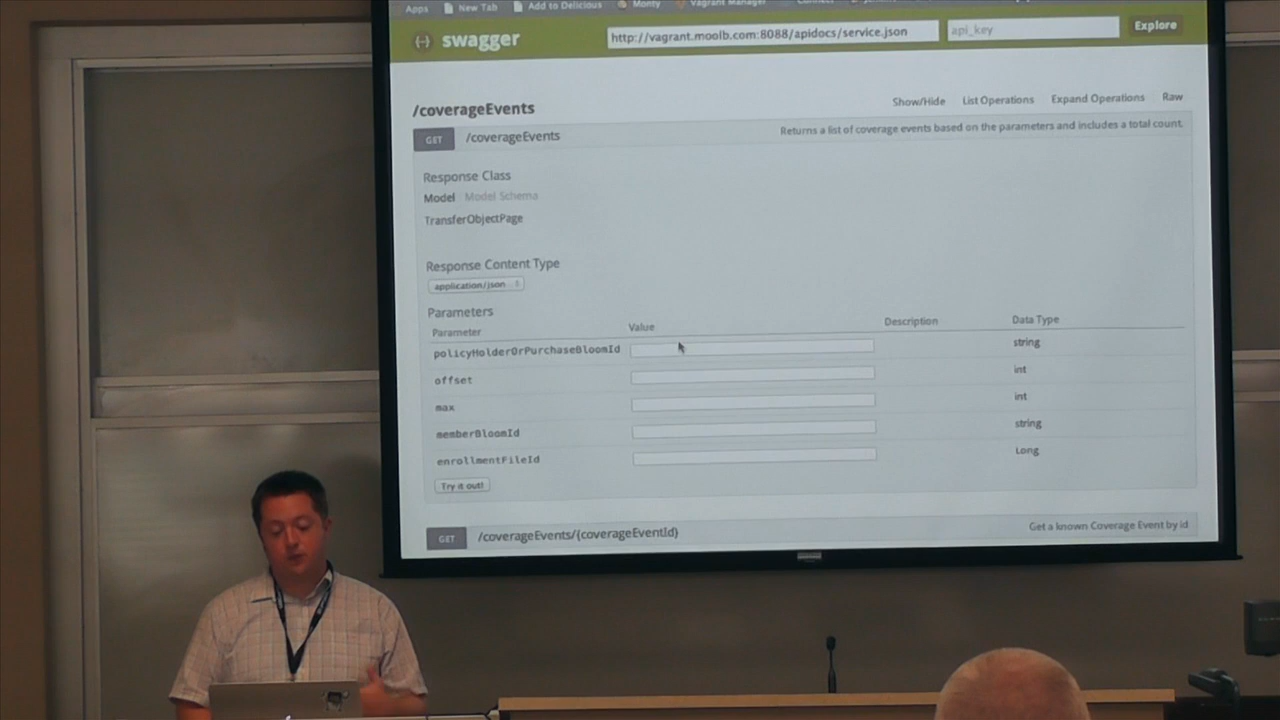 Apps New Tab Add to Delicious Monty Vagrant Manager
{···} swagger http://vagrant.moolb.com:8088/apidocs/service.json api_key Explore
/coverageEvents Show/Hide List Operations Expand Operations Raw
GET /coverageEvents Returns a list of coverage events based on the parameters and includes a total count.
Response Class
Model Model Schema
TransferObjectPage
Response Content Type
application/json
Parameters
Parameter Value Description Data Type
policyHolderOrPurchaseBloomId string
offset int
max int
memberBloomId string
enrollmentFileId Long
Try it out!
GET /coverageEvents/{coverageEventId} Get a known Coverage Event by id